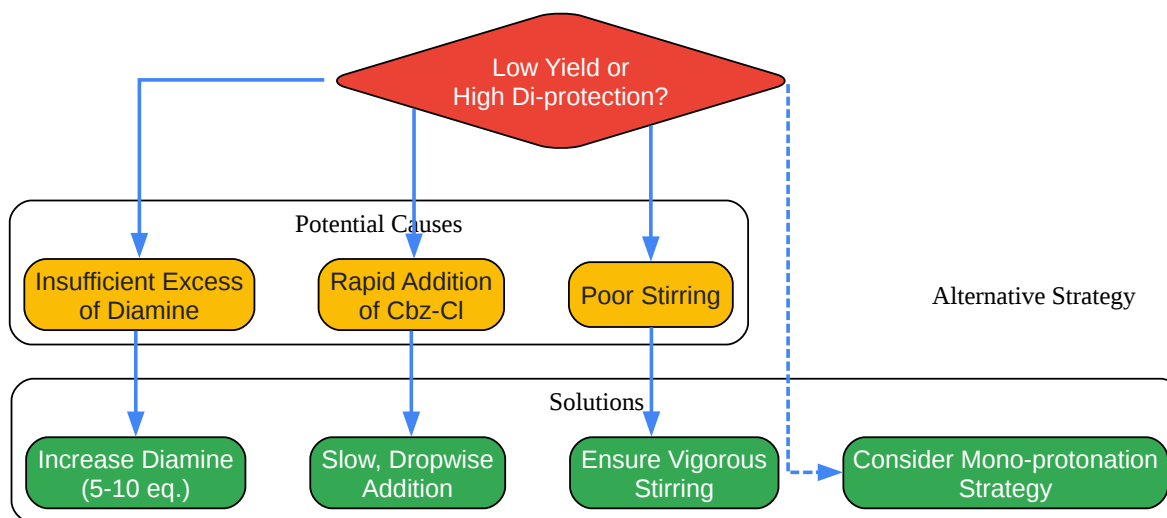 Low Yield or
High Di-protection?
Potential Causes
Insufficient Excess
of Diamine
Rapid Addition
of Cbz-Cl
Poor Stirring
Alternative Strategy
Solutions
Increase Diamine
(5-10 eq.)
Slow, Dropwise
Addition
Ensure Vigorous
Stirring
Consider Mono-protonation
Strategy